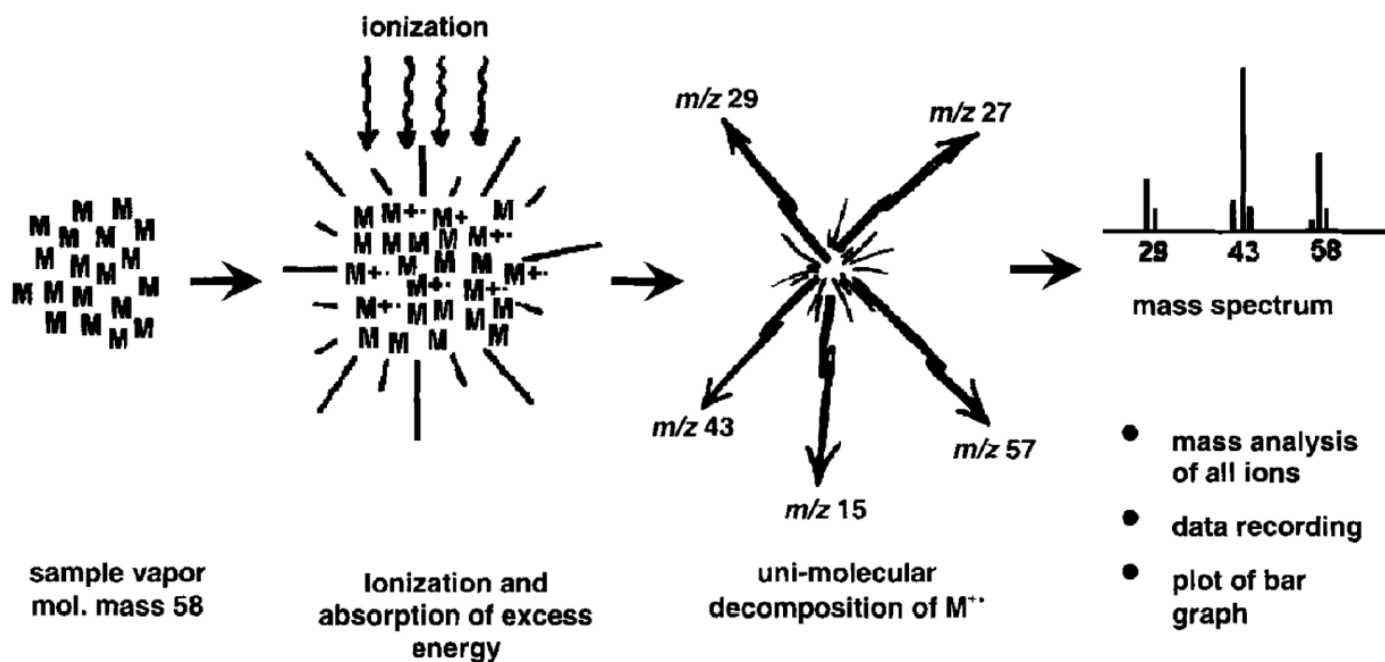 ionization
M M M M M M M M M M M M M M M M M M M
M M+· M+ M
M M M M M+·
M+· M M M M+·
M+· M+·
M+· M M M M
M M M M
m/z 29
m/z 27
m/z 43
m/z 57
m/z 15
29 43 58
mass spectrum
• mass analysis
of all ions
• data recording
• plot of bar
graph
sample vapor
mol. mass 58
Ionization and
absorption of excess
energy
uni-molecular
decomposition of M⁺·